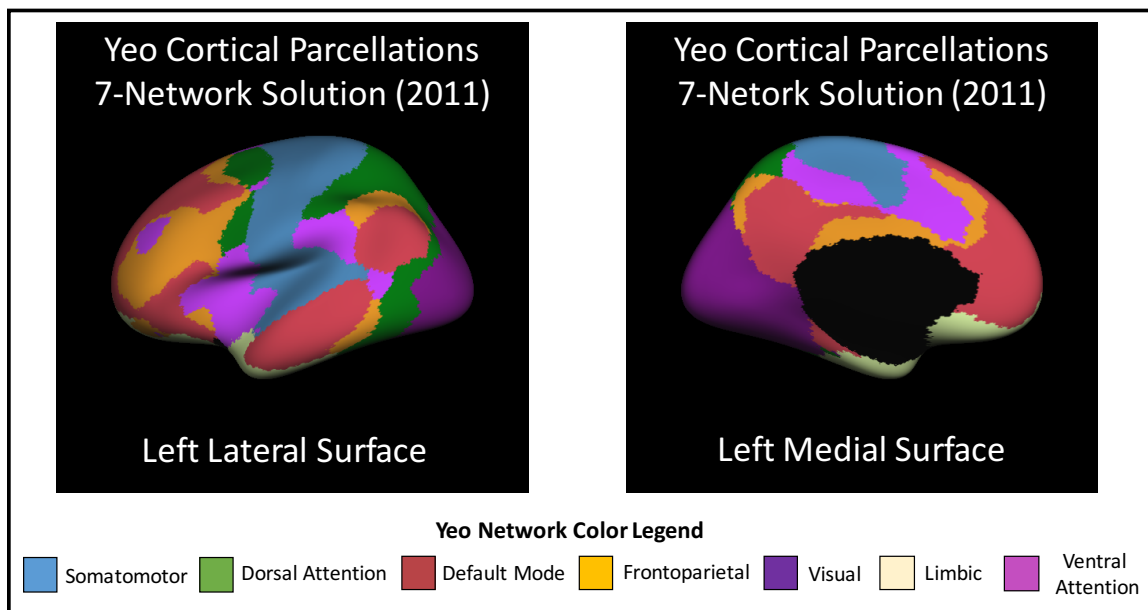 Yeo Cortical Parcellations
7-Network Solution (2011)
Left Lateral Surface
Yeo Cortical Parcellations
7-Netork Solution (2011)
Left Medial Surface
Yeo Network Color Legend
Somatomotor
Dorsal Attention
Default Mode
Frontoparietal
Visual
Limbic
Ventral
Attention